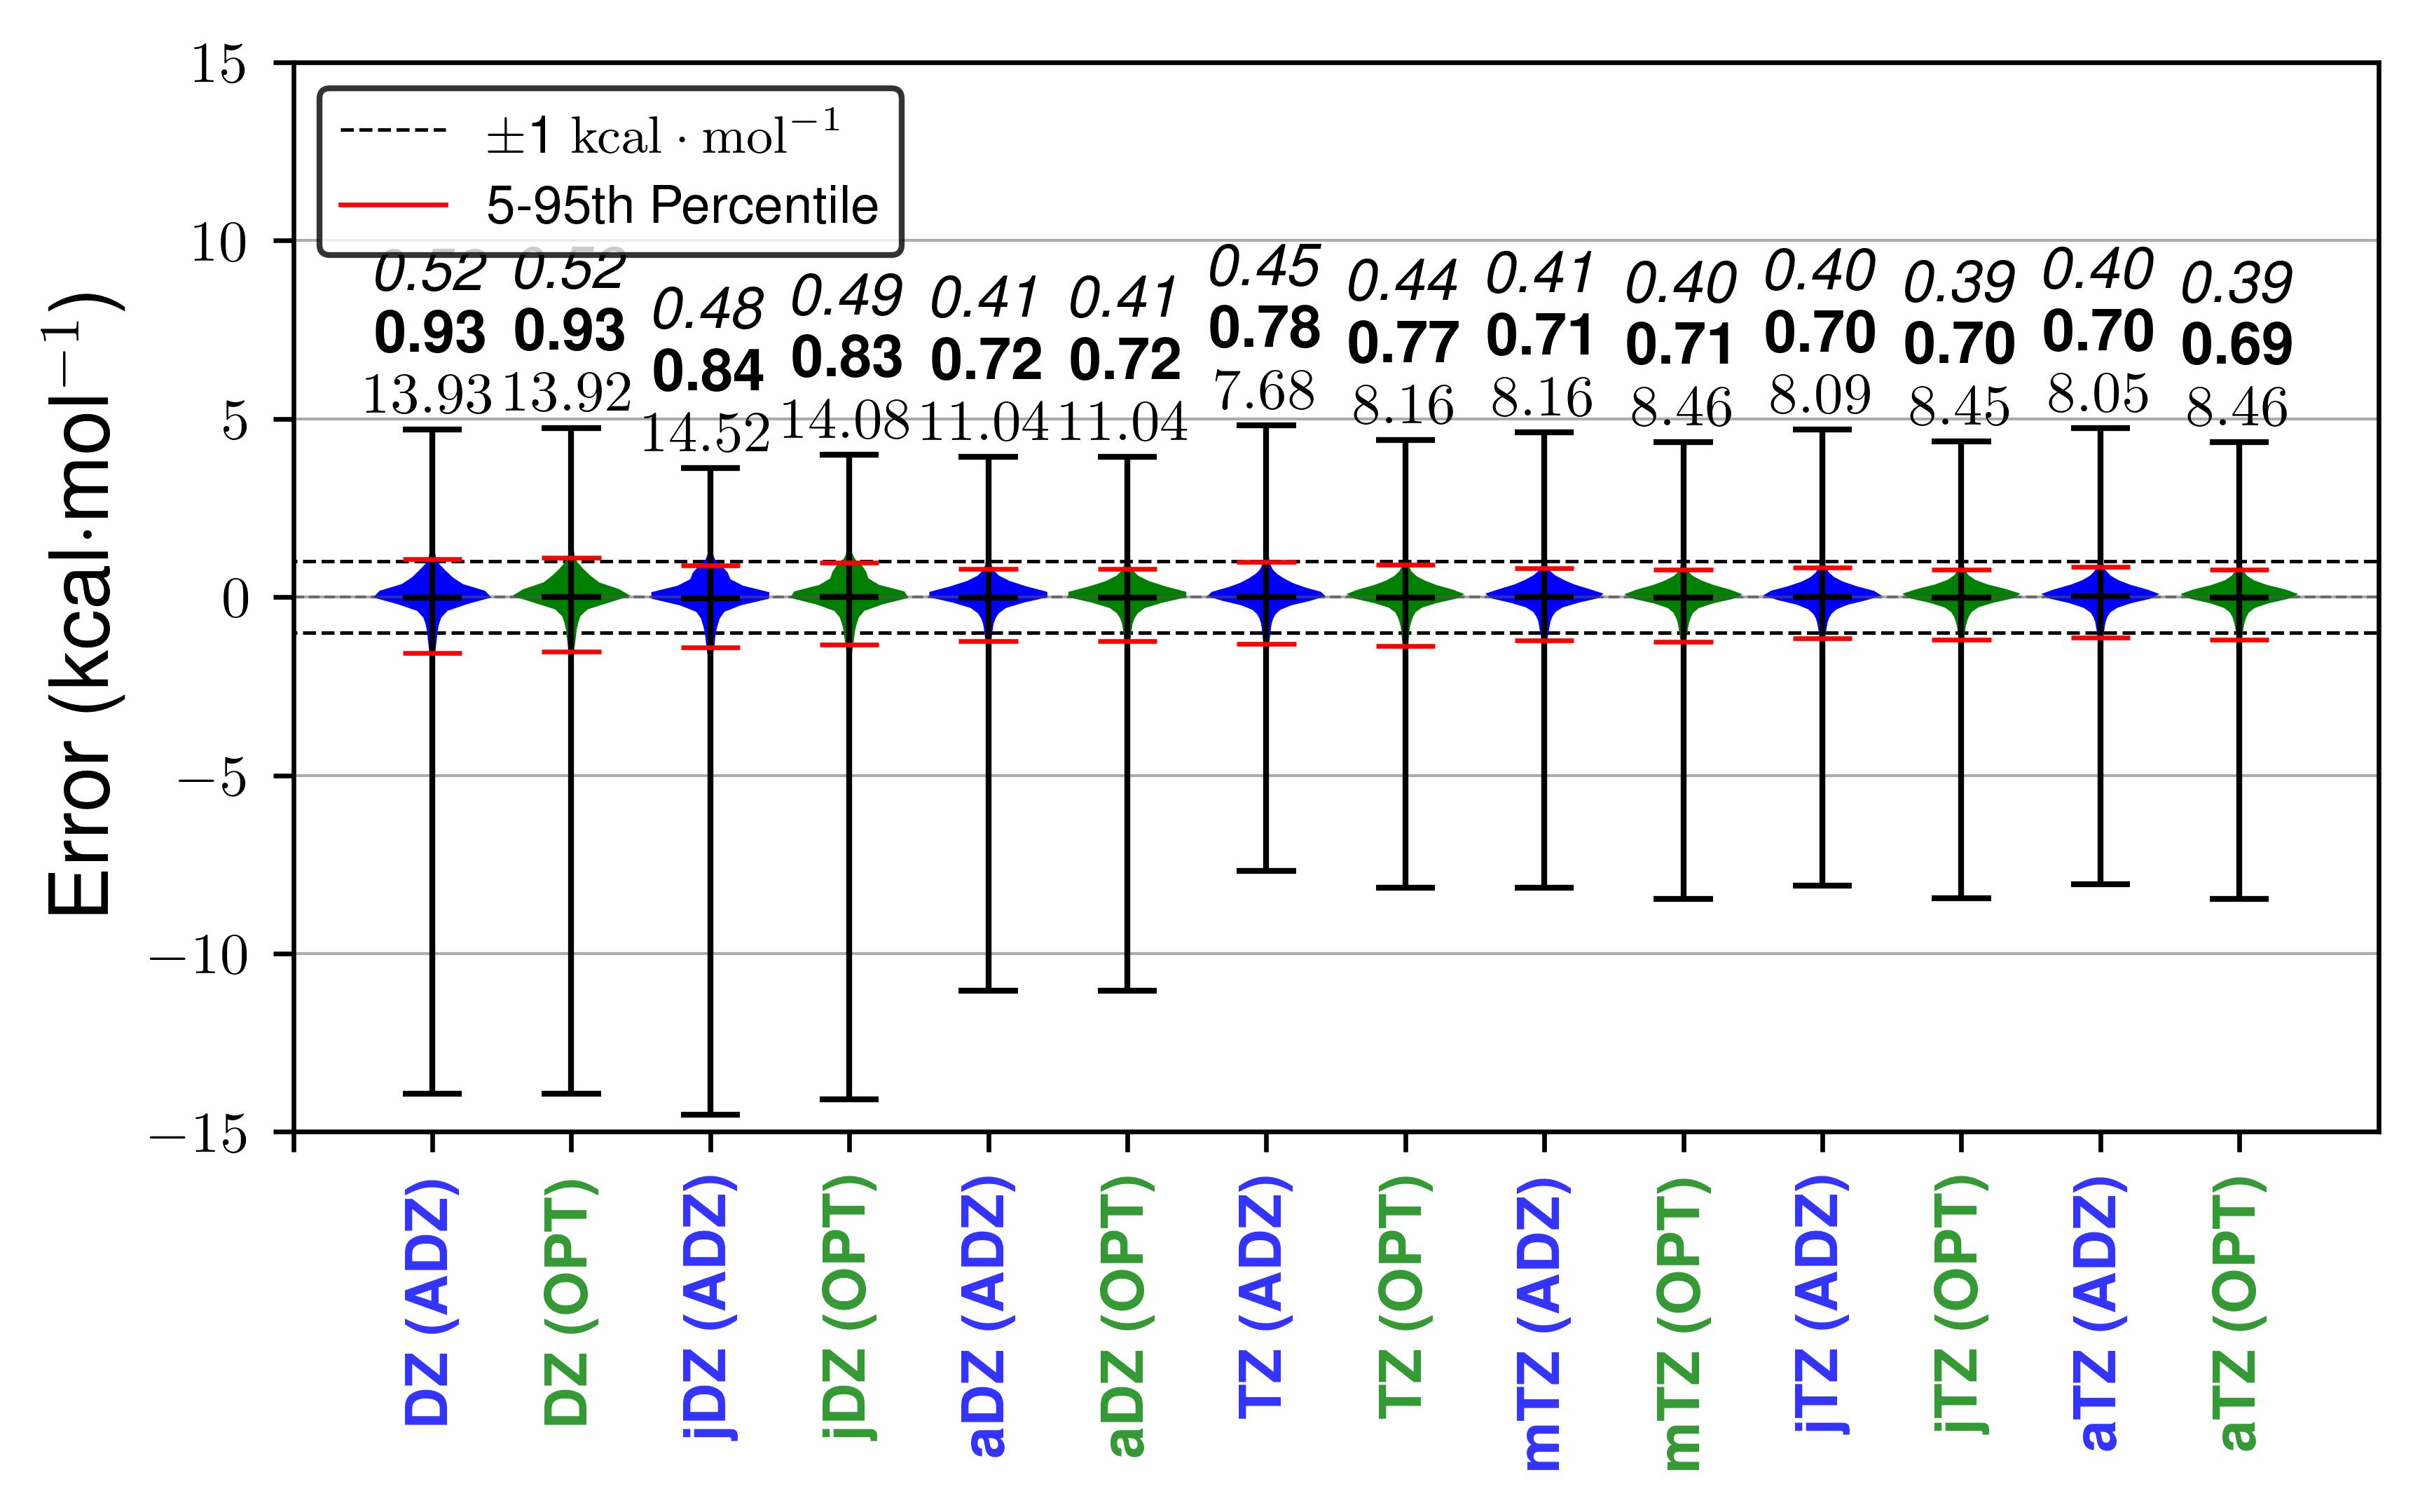 15
10
5
0
−5
−10
−15
Error (kcal·mol⁻¹)
±1 kcal · mol⁻¹
5-95th Percentile
0.52 0.52 0.48 0.49 0.41 0.41 0.45 0.44 0.41 0.40 0.40 0.39 0.40 0.39
0.93 0.93 0.84 0.83 0.72 0.72 0.78 0.77 0.71 0.71 0.70 0.70 0.70 0.69
13.93 13.92 14.52 14.08 11.04 11.04 7.68 8.16 8.16 8.46 8.09 8.45 8.05 8.46
DZ (ADZ)
DZ (OPT)
jDZ (ADZ)
jDZ (OPT)
aDZ (ADZ)
aDZ (OPT)
TZ (ADZ)
TZ (OPT)
mTZ (ADZ)
mTZ (OPT)
jTZ (ADZ)
jTZ (OPT)
aTZ (ADZ)
aTZ (OPT)